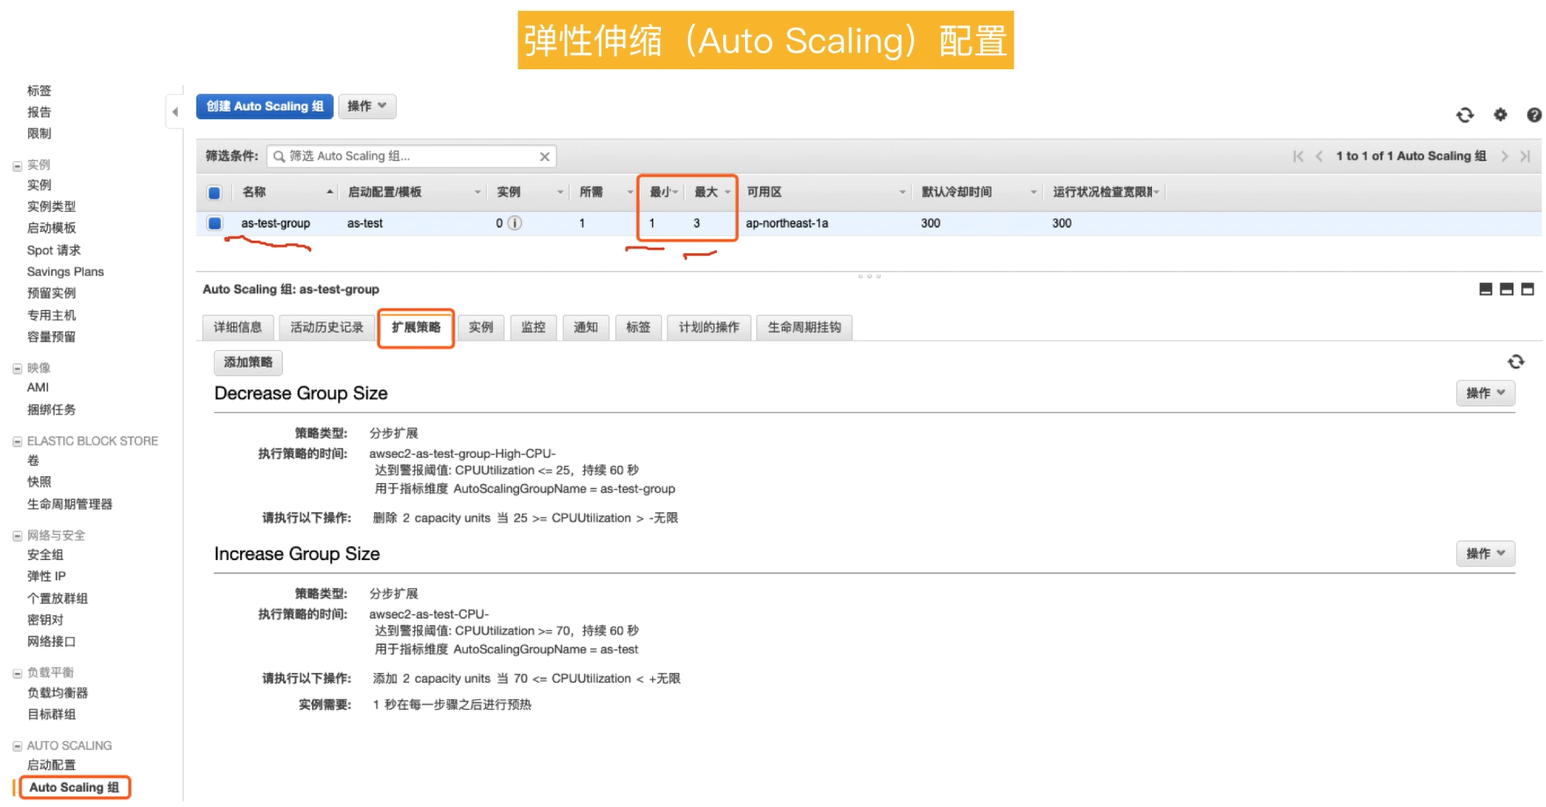 弹性伸缩（Auto Scaling）配置
标签
报告
限制
实例
实例
实例类型
启动模板
Spot 请求
Savings Plans
预留实例
专用主机
容量预留
映像
AMI
捆绑任务
ELASTIC BLOCK STORE
卷
快照
生命周期管理器
网络与安全
安全组
弹性 IP
个置放群组
密钥对
网络接口
负载平衡
负载均衡器
目标群组
AUTO SCALING
启动配置
Auto Scaling 组
创建 Auto Scaling 组 操作
筛选条件: 筛选 Auto Scaling 组... 1 to 1 of 1 Auto Scaling 组
名称 启动配置/模板 实例 所需 最小 最大 可用区 默认冷却时间 运行状况检查宽限期
as-test-group as-test 0 1 1 3 ap-northeast-1a 300 300
Auto Scaling 组: as-test-group
详细信息 活动历史记录 扩展策略 实例 监控 通知 标签 计划的操作 生命周期挂钩
添加策略
Decrease Group Size 操作
策略类型: 分步扩展
执行策略的时间: awsec2-as-test-group-High-CPU-
达到警报阈值: CPUUtilization <= 25，持续 60 秒
用于指标维度 AutoScalingGroupName = as-test-group
请执行以下操作: 删除 2 capacity units 当 25 >= CPUUtilization > -无限
Increase Group Size 操作
策略类型: 分步扩展
执行策略的时间: awsec2-as-test-CPU-
达到警报阈值: CPUUtilization >= 70，持续 60 秒
用于指标维度 AutoScalingGroupName = as-test
请执行以下操作: 添加 2 capacity units 当 70 <= CPUUtilization < +无限
实例需要: 1 秒在每一步骤之后进行预热